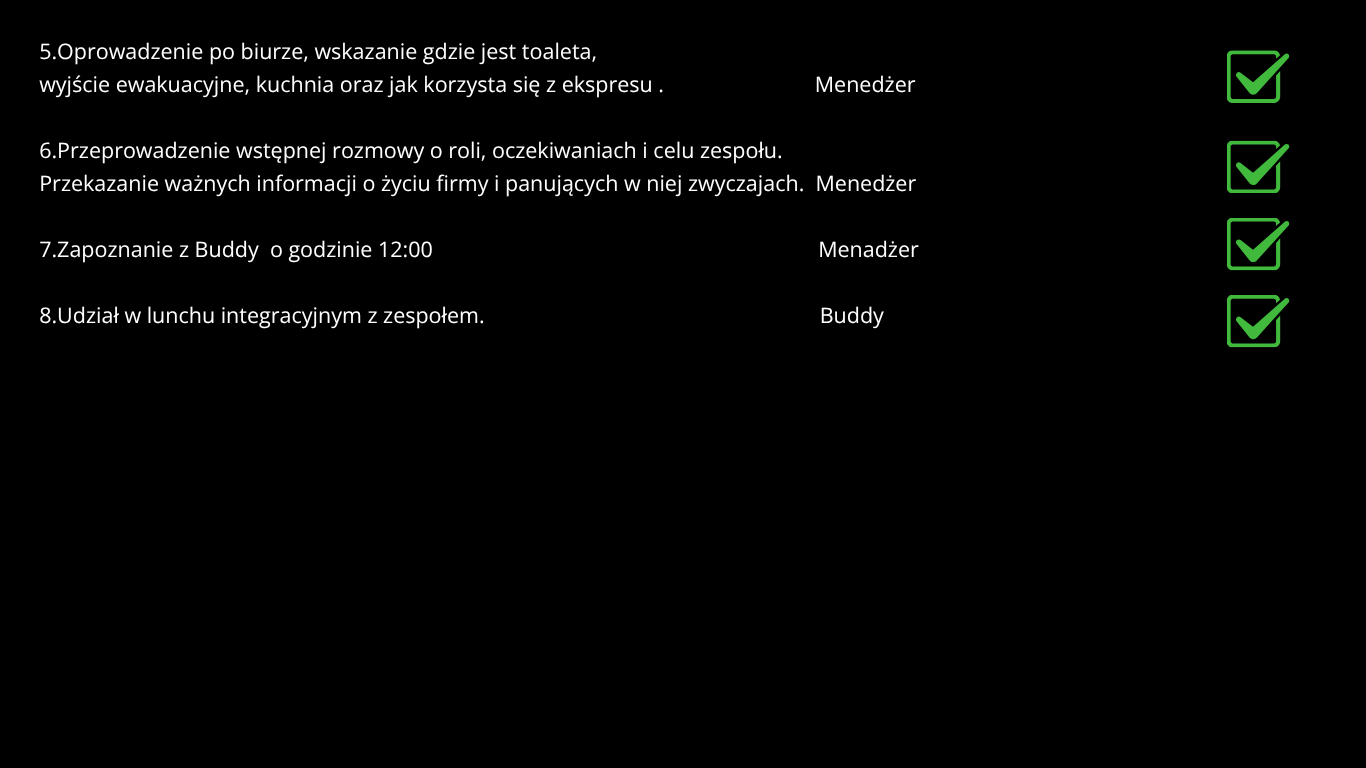 5.Oprowadzenie po biurze, wskazanie gdzie jest toaleta,
wyjście ewakuacyjne, kuchnia oraz jak korzysta się z ekspresu . Menedżer
6.Przeprowadzenie wstępnej rozmowy o roli, oczekiwaniach i celu zespołu.
Przekazanie ważnych informacji o życiu firmy i panujących w niej zwyczajach. Menedżer
7.Zapoznanie z Buddy o godzinie 12:00 Menadżer
8.Udział w lunchu integracyjnym z zespołem. Buddy